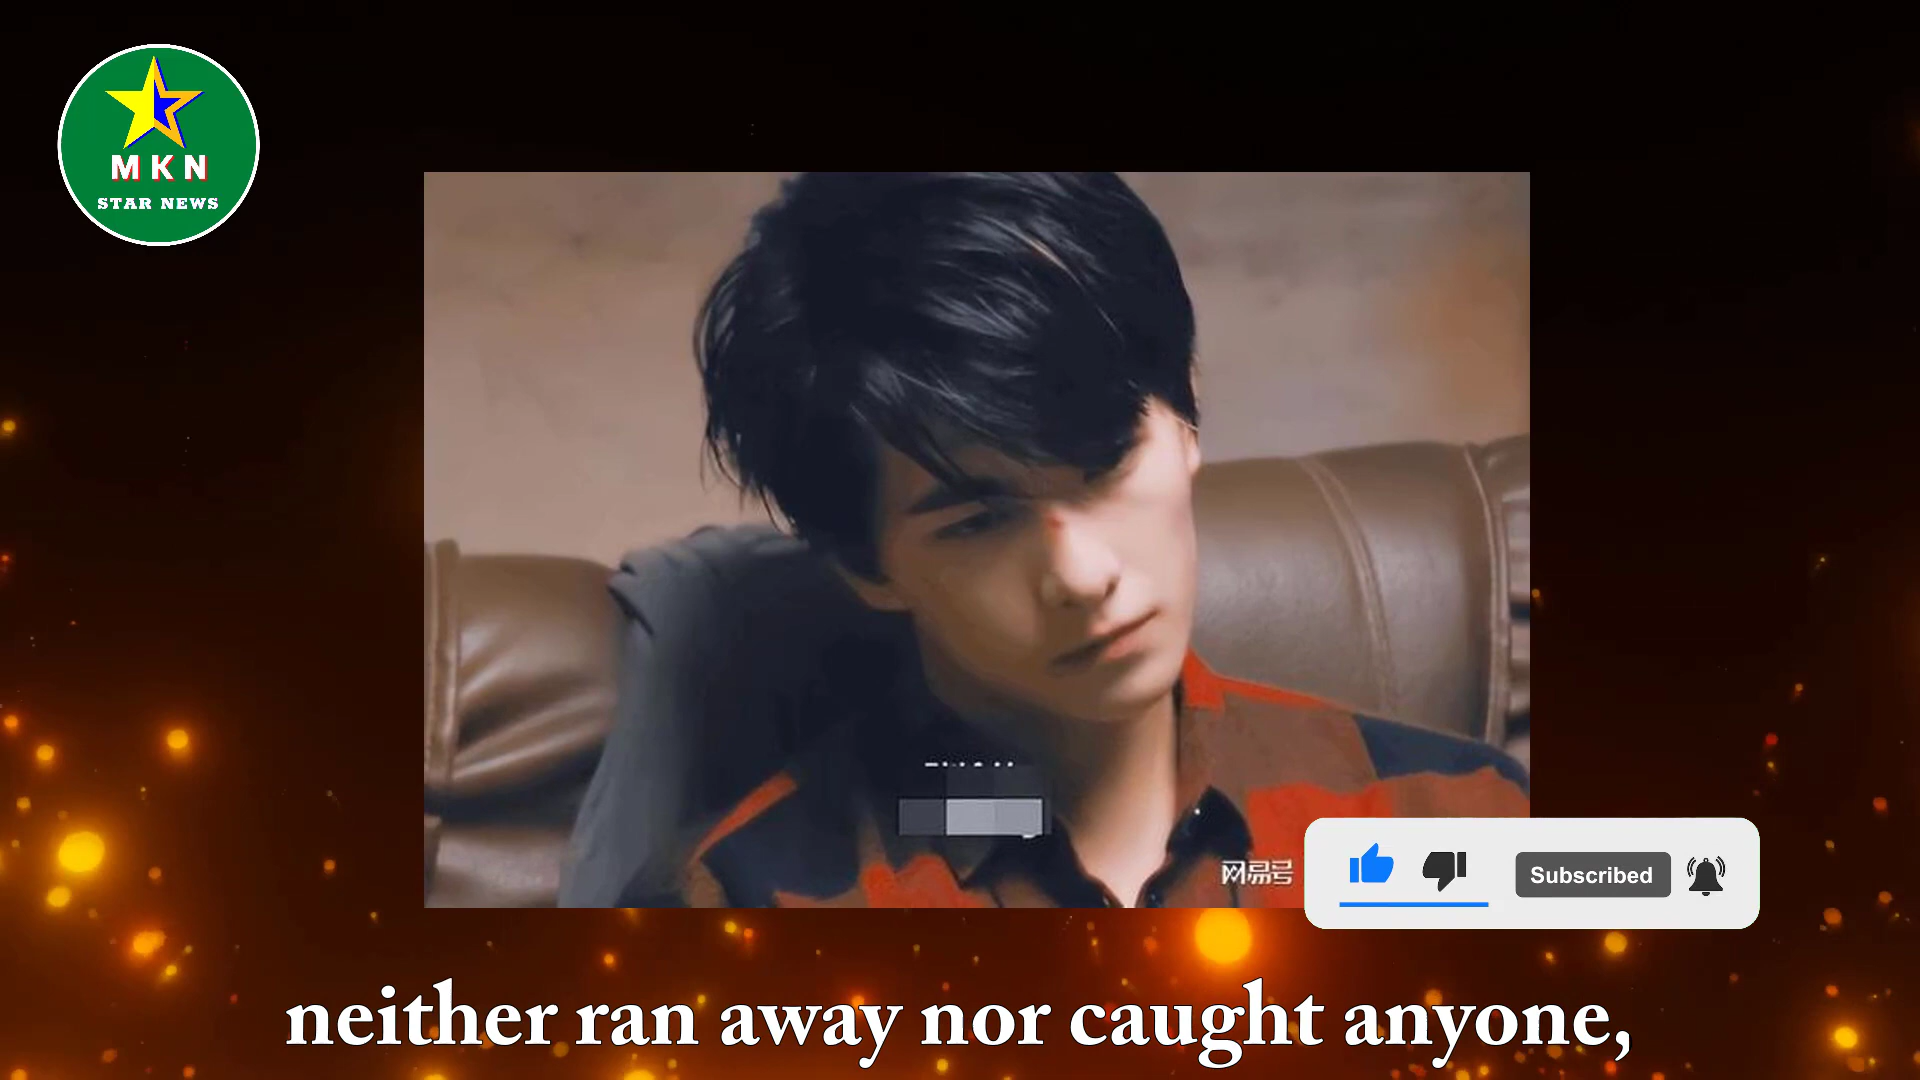 MKN
STAR NEWS
网易号
Subscribed
neither ran away nor caught anyone,